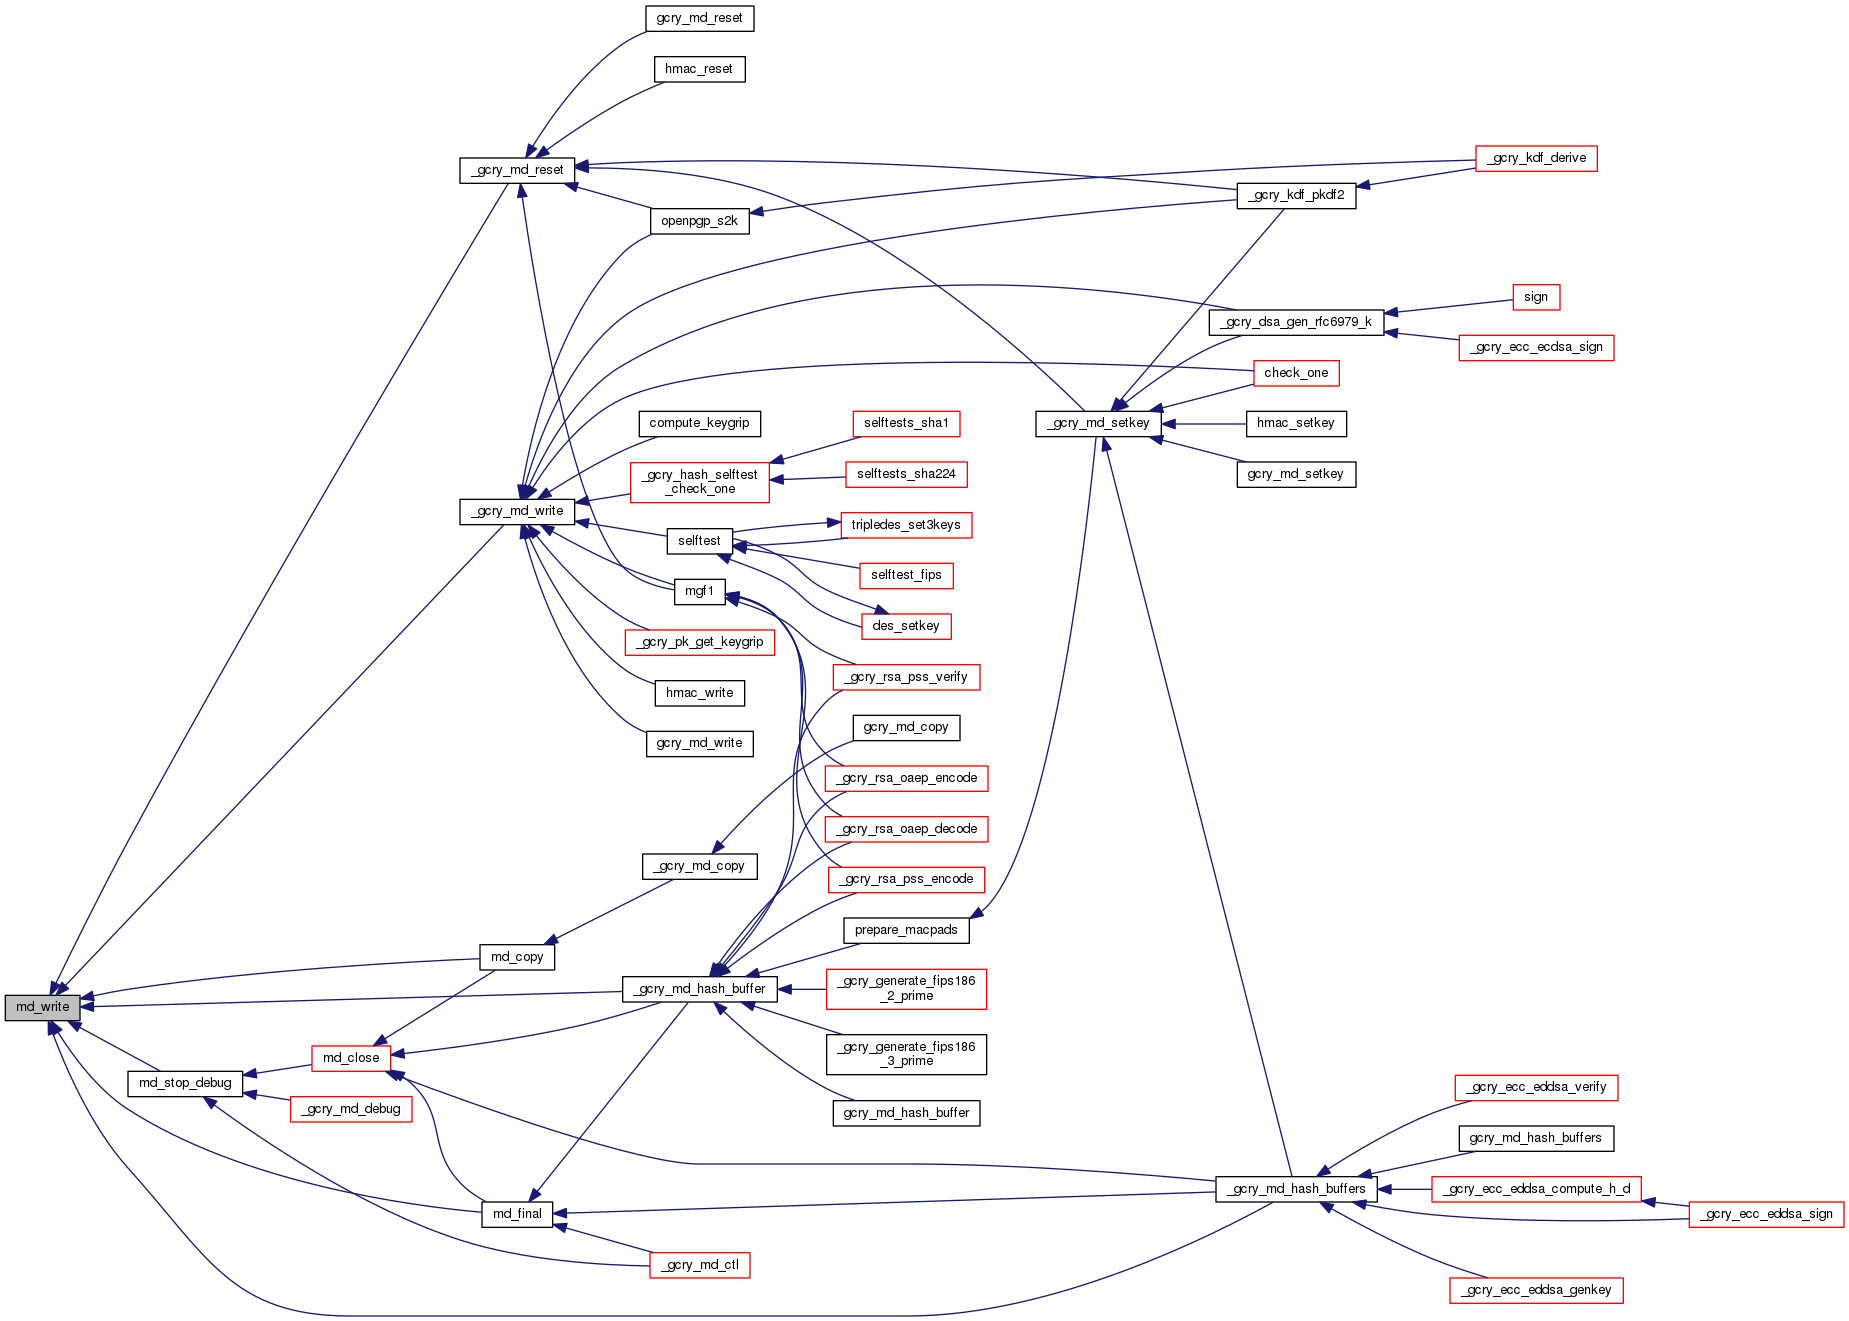 gcry_md_reset
hmac_reset
_gcry_md_reset
_gcry_kdf_derive
_gcry_kdf_pkdf2
openpgp_s2k
sign
_gcry_dsa_gen_rfc6979_k
_gcry_ecc_ecdsa_sign
check_one
compute_keygrip
selftests_sha1
_gcry_md_setkey
hmac_setkey
_gcry_hash_selftest
_check_one
selftests_sha224
gcry_md_setkey
_gcry_md_write
tripledes_set3keys
selftest
selftest_fips
mgf1
des_setkey
_gcry_pk_get_keygrip
_gcry_rsa_pss_verify
hmac_write
gcry_md_copy
gcry_md_write
_gcry_rsa_oaep_encode
_gcry_rsa_oaep_decode
_gcry_md_copy
_gcry_rsa_pss_encode
prepare_macpads
md_copy
_gcry_md_hash_buffer
_gcry_generate_fips186
_2_prime
md_write
_gcry_generate_fips186
_3_prime
md_close
md_stop_debug
_gcry_md_debug
gcry_md_hash_buffer
_gcry_ecc_eddsa_verify
gcry_md_hash_buffers
_gcry_md_hash_buffers
_gcry_ecc_eddsa_compute_h_d
md_final
_gcry_ecc_eddsa_sign
_gcry_md_ctl
_gcry_ecc_eddsa_genkey